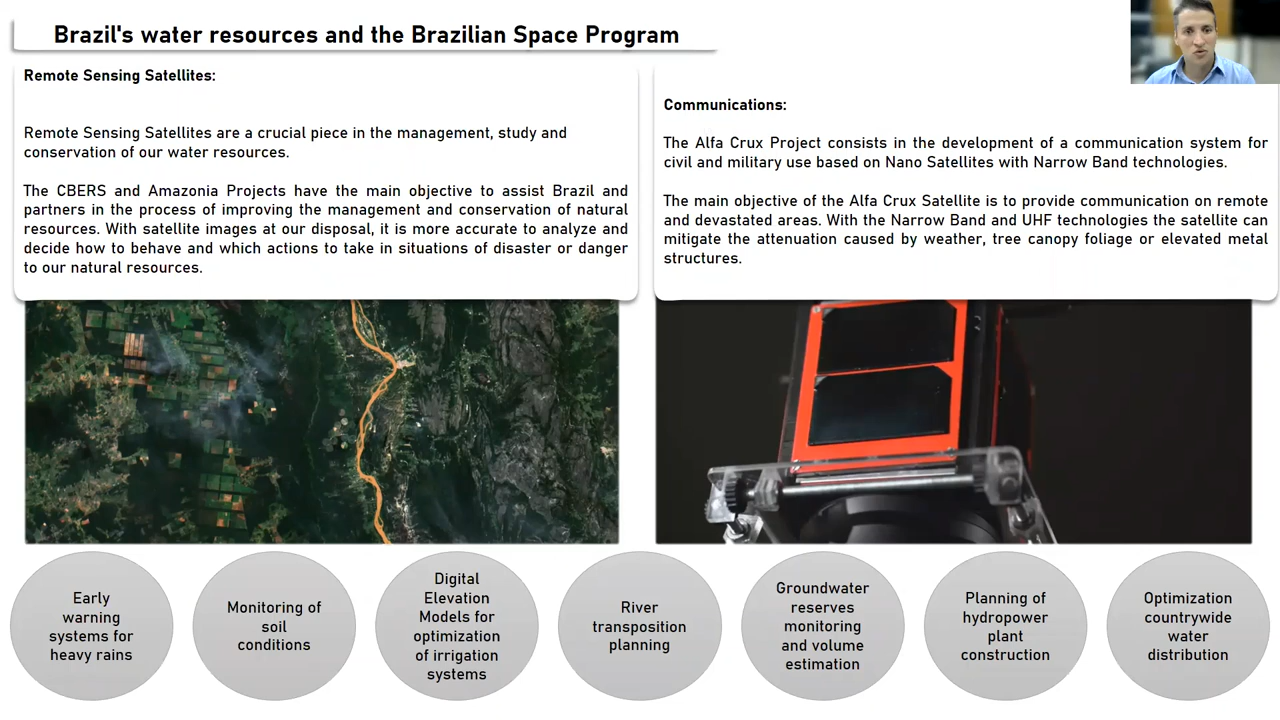 Brazil's water resources and the Brazilian Space Program
Remote Sensing Satellites:
Remote Sensing Satellites are a crucial piece in the management, study and
conservation of our water resources.
The CBERS and Amazonia Projects have the main objective to assist Brazil and
partners in the process of improving the management and conservation of natural
resources. With satellite images at our disposal, it is more accurate to analyze and
decide how to behave and which actions to take in situations of disaster or danger
to our natural resources.
Communications:
The Alfa Crux Project consists in the development of a communication system for
civil and military use based on Nano Satellites with Narrow Band technologies.
The main objective of the Alfa Crux Satellite is to provide communication on remote
and devastated areas. With the Narrow Band and UHF technologies the satellite can
mitigate the attenuation caused by weather, tree canopy foliage or elevated metal
structures.
Early
warning
systems for
heavy rains
Monitoring of
soil
conditions
Digital
Elevation
Models for
optimization
of irrigation
systems
River
transposition
planning
Groundwater
reserves
monitoring
and volume
estimation
Planning of
hydropower
plant
construction
Optimization
countrywide
water
distribution